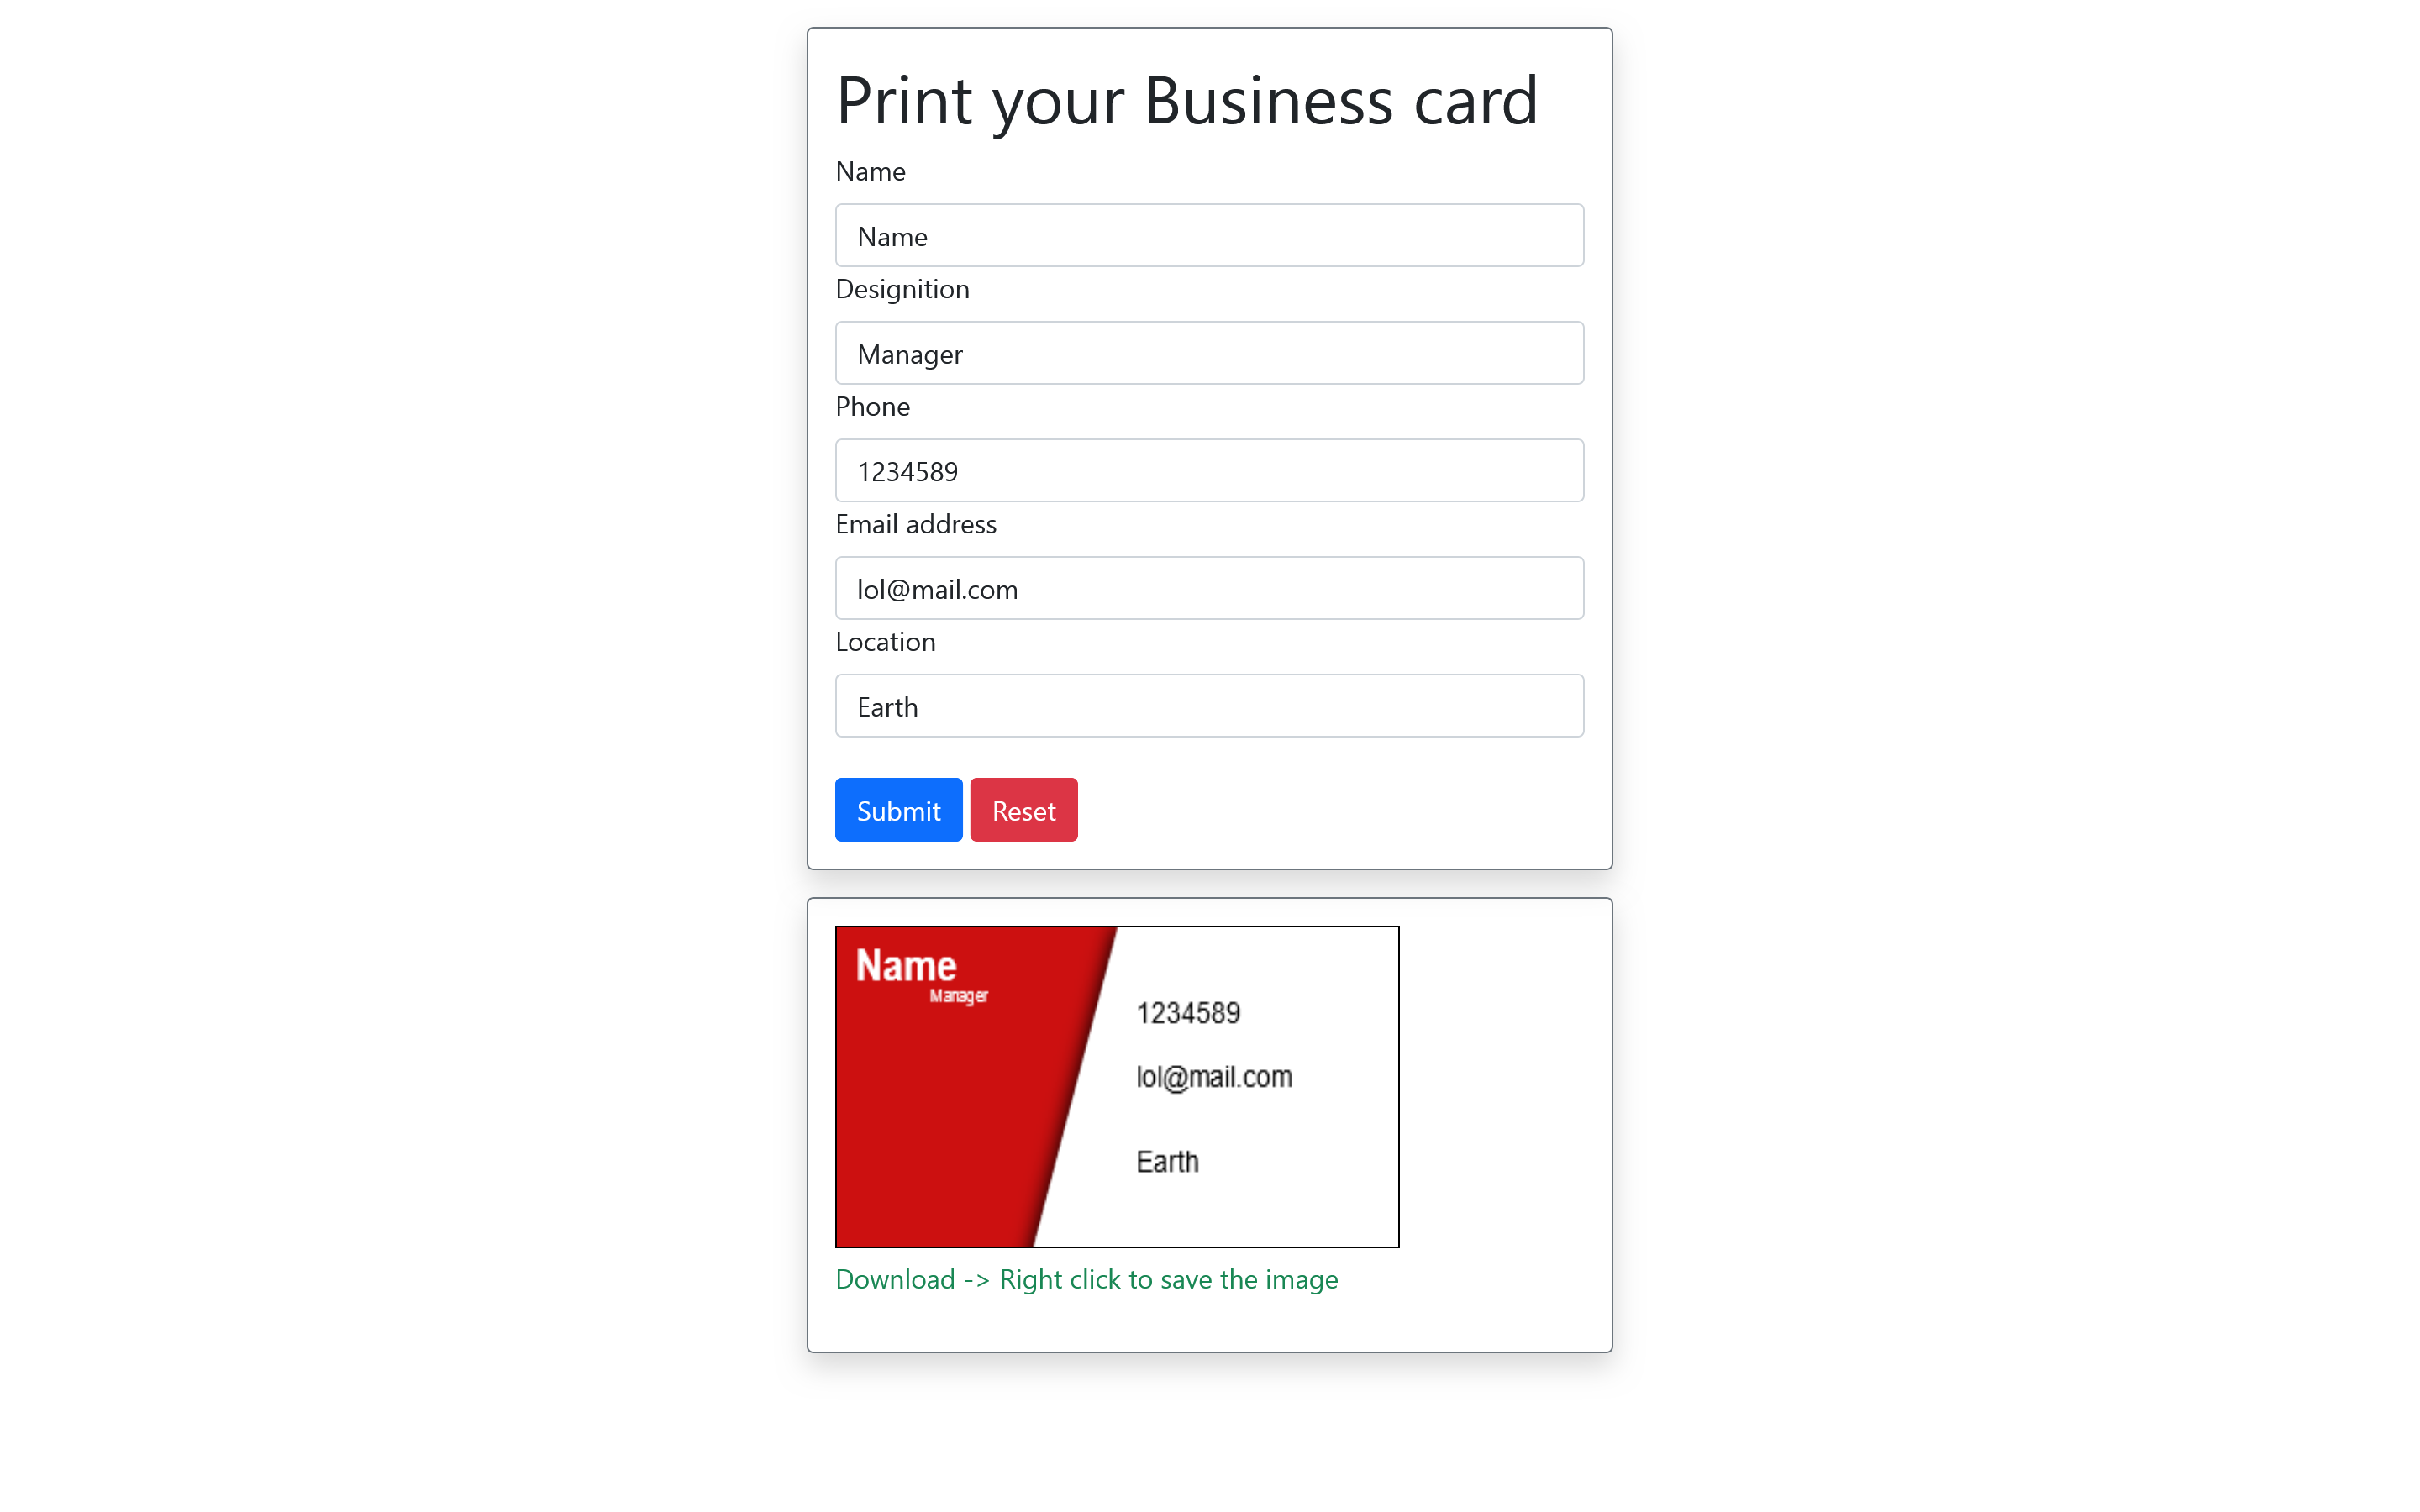 Print your Business card
Name
Name
Designition
Manager
Phone
1234589
Email address
lol@mail.com
Location
Earth
Submit Reset
Name
Manager
1234589
lol@mail.com
Earth
Download -> Right click to save the image